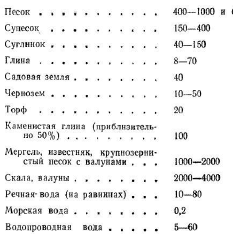 Песок . . . . . . . . . . 400—1000 и
Супесок . . . . . . . . . 150—400
Суглинок . . . . . . . . 40—150
Глина . . . . . . . . . . 8—70
Садовая земля . . . . . . 40
Чернозем . . . . . . . . 10—50
Торф . . . . . . . . . . 20
Каменистая глина (приблизитель-
но 50%) . . . . . . . . 100
Мергель, известняк, крупнозерни-
стый песок с валунами . . . 1000—2000
Скала, валуны . . . . . . 2000—4000
Речная вода (на равнинах) . . . 10—80
Морская вода . . . . . . 0,2
Водопроводная вода . . . . . 5—60